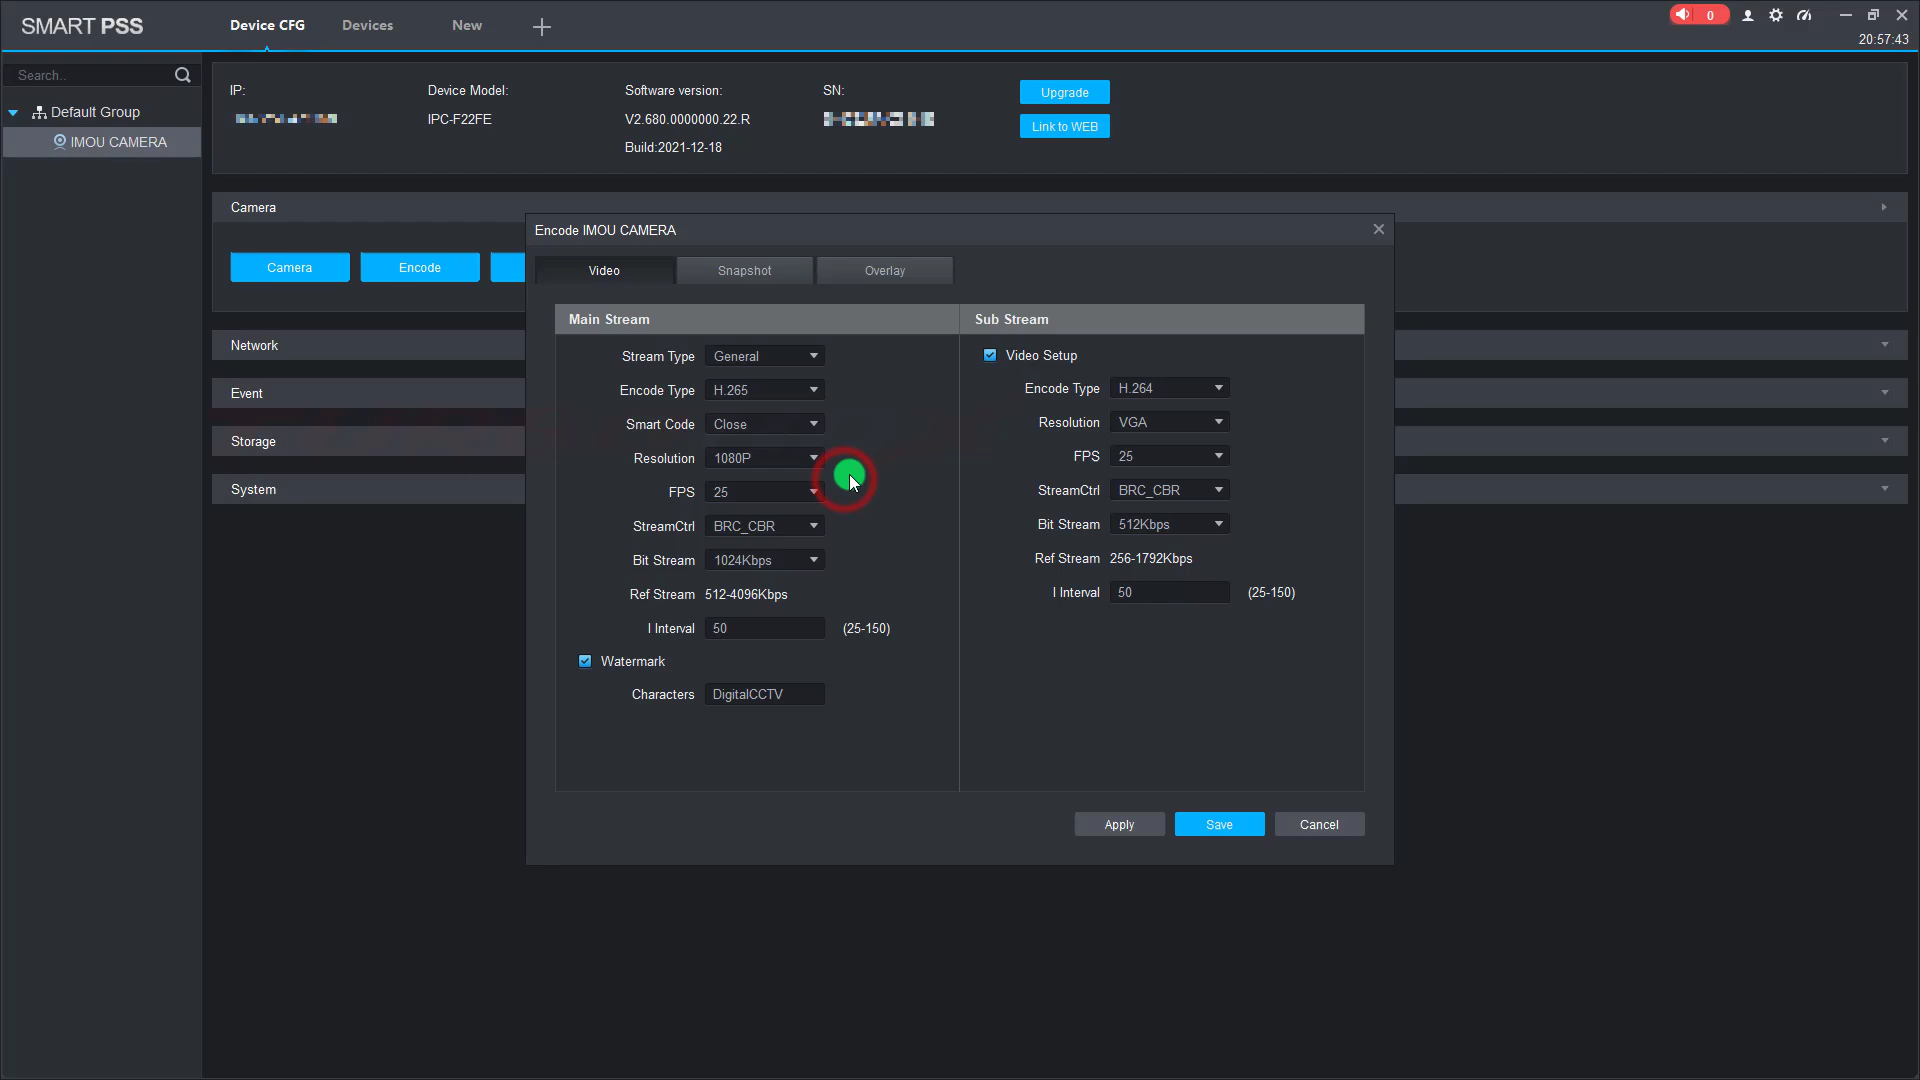 SMART PSS
Device CFG
Devices
New
0
20:57:43
Search..
Default Group
IMOU CAMERA
IP:
Device Model:
IPC-F22FE
Software version:
V2.680.0000000.22.R
Build:2021-12-18
SN:
Upgrade
Link to WEB
Camera
Camera
Encode
Network
Event
Storage
System
Encode IMOU CAMERA
Video
Snapshot
Overlay
Main Stream
Stream Type General
Encode Type H.265
Smart Code Close
Resolution 1080P
FPS 25
StreamCtrl BRC_CBR
Bit Stream 1024Kbps
Ref Stream 512-4096Kbps
I Interval 50 (25-150)
Watermark
Characters DigitalCCTV
Sub Stream
Video Setup
Encode Type H.264
Resolution VGA
FPS 25
StreamCtrl BRC_CBR
Bit Stream 512Kbps
Ref Stream 256-1792Kbps
I Interval 50 (25-150)
Apply
Save
Cancel